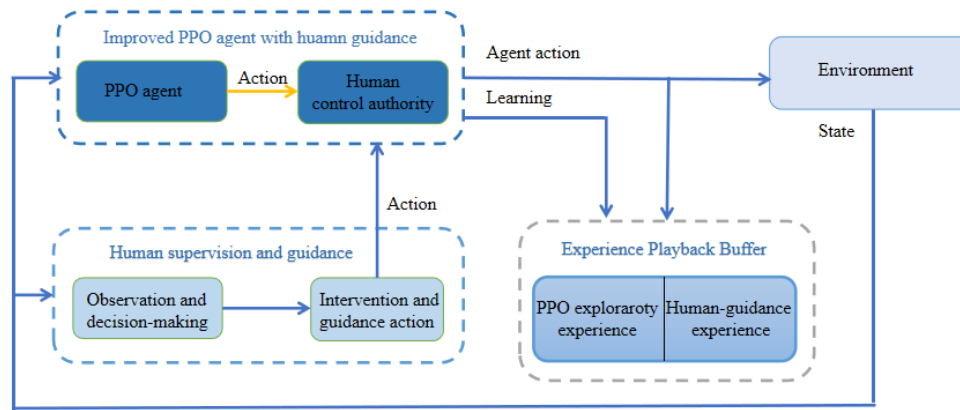 Improved PPO agent with huamn guidance
PPO agent
Action
Human
control authority
Agent action
Learning
Environment
State
Action
Human supervision and guidance
Observation and
decision-making
Intervention and
guidance action
Experience Playback Buffer
PPO exploraroty
experience
Human-guidance
experience